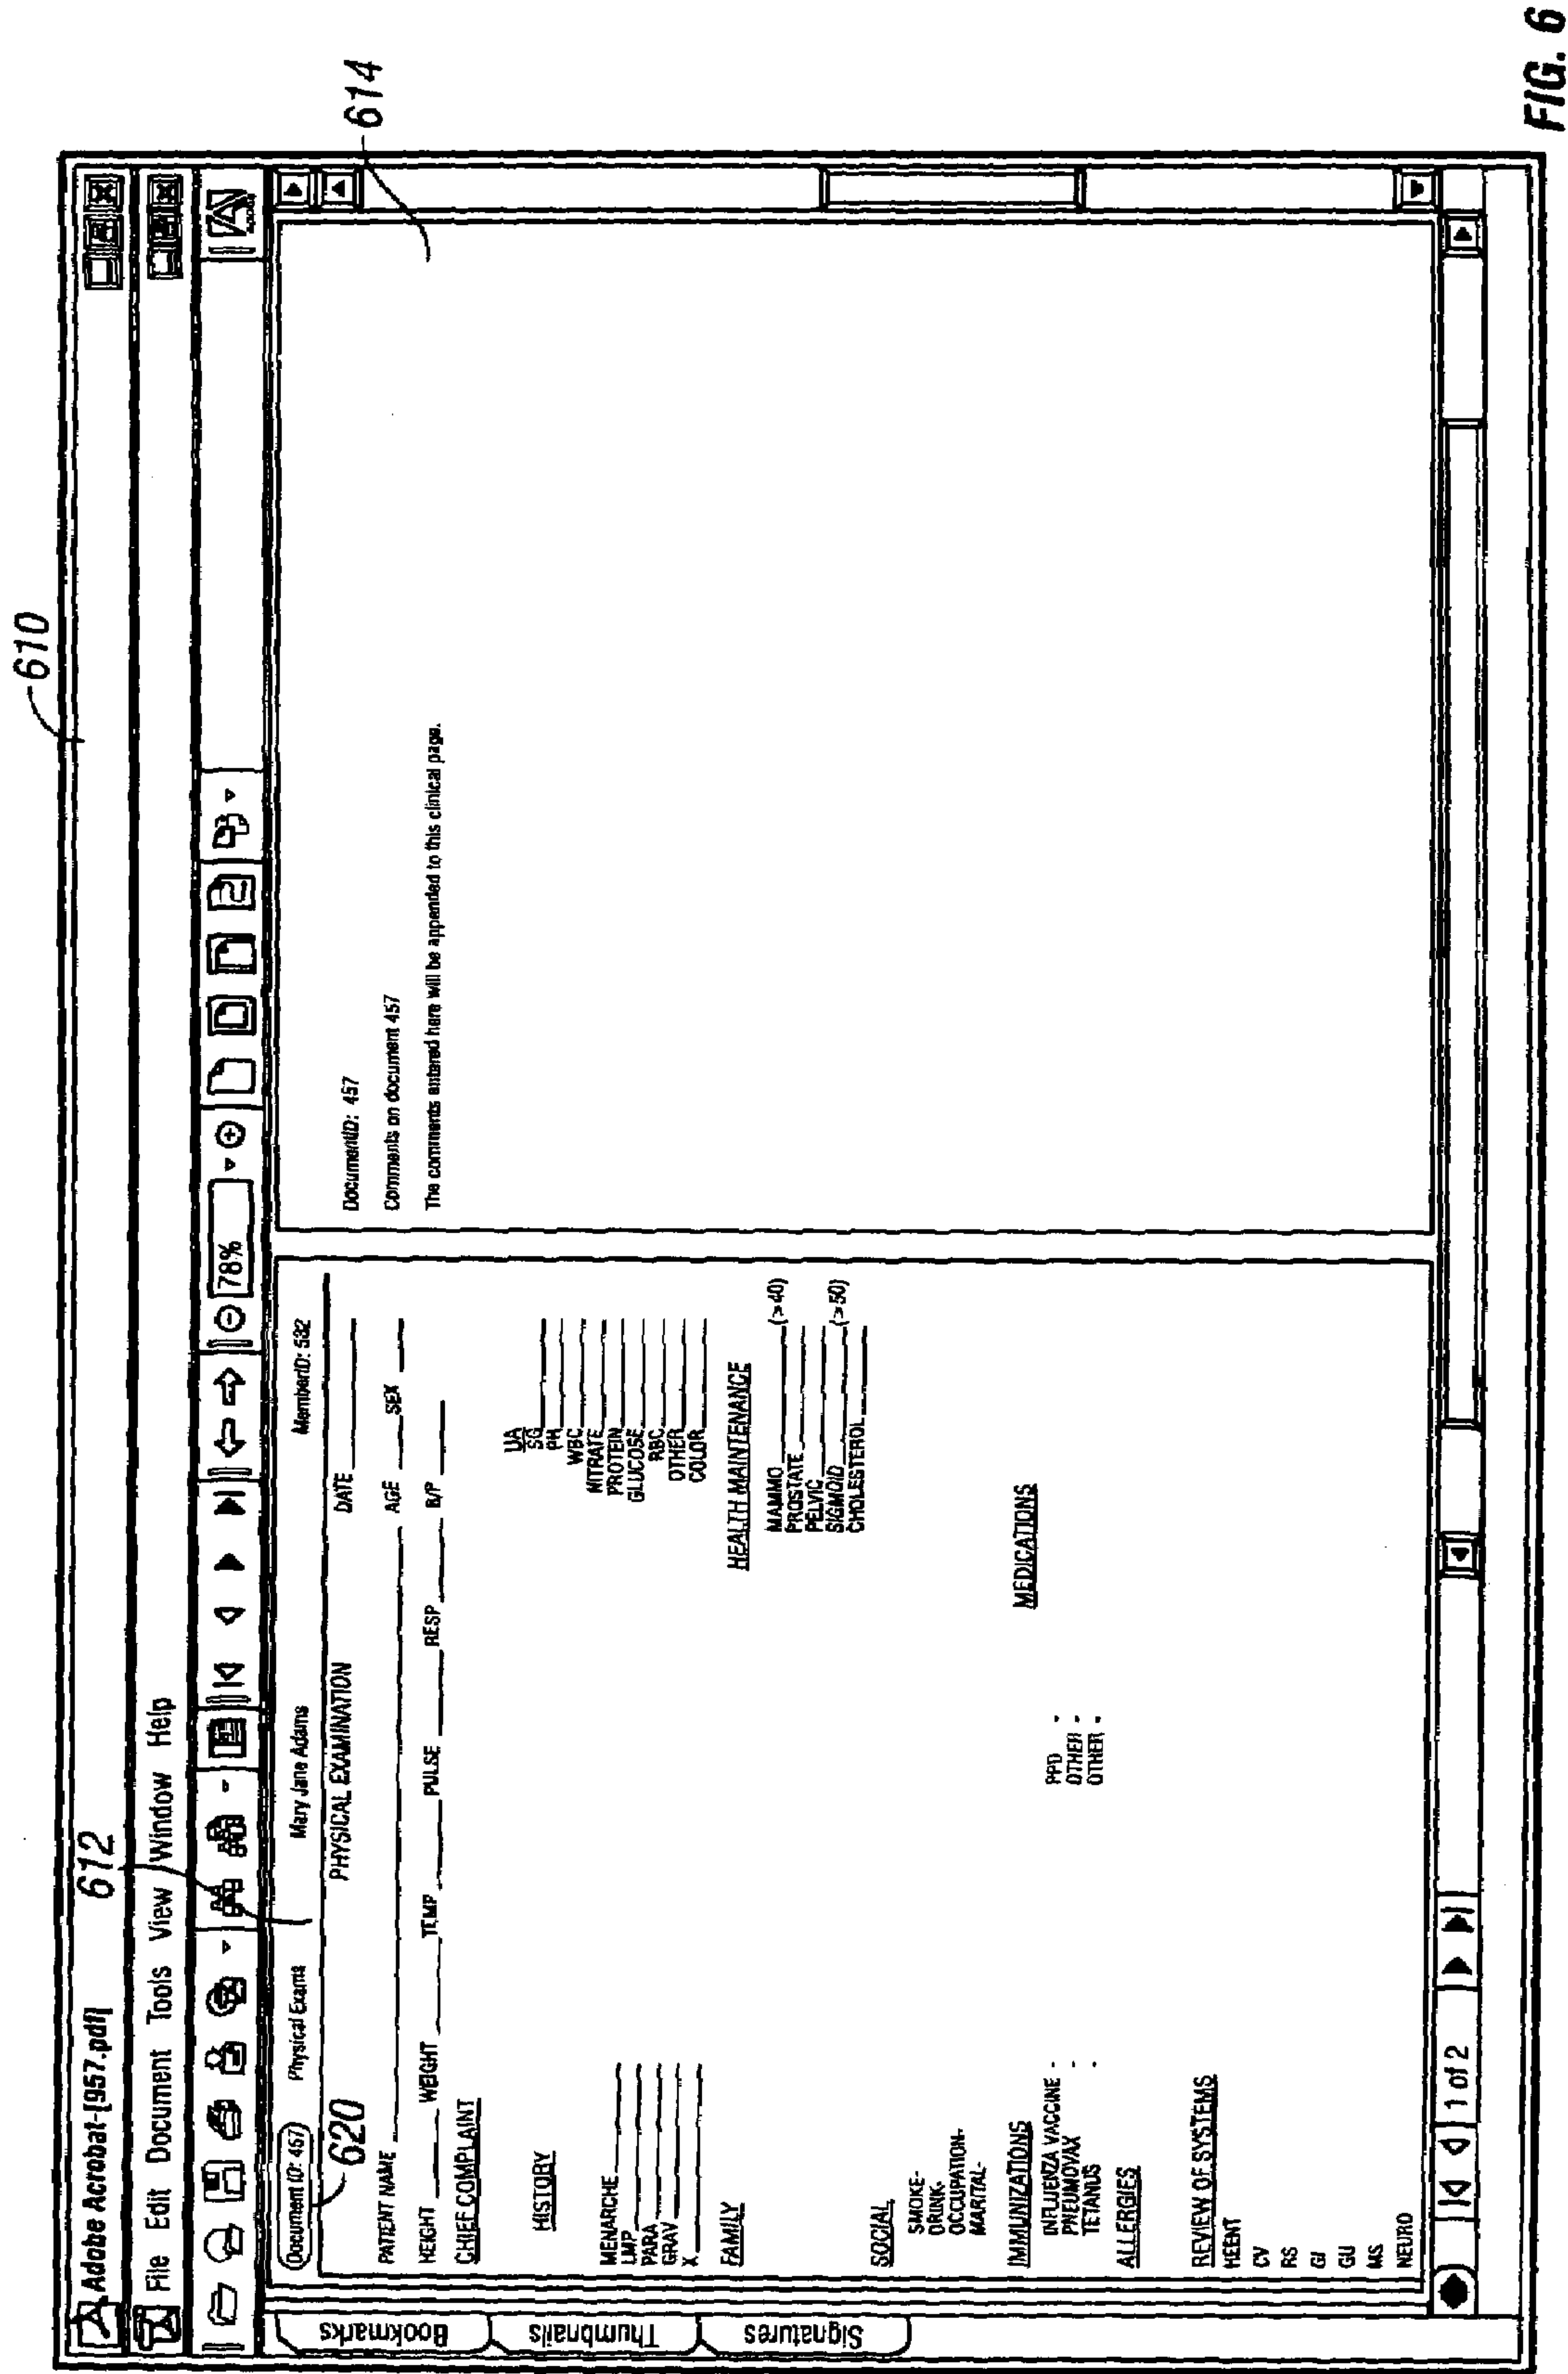 610
Adobe Acrobat-[957.pdf]
612
File Edit Document Tools View Window Help
78%
Adobe
Bookmarks
Thumbnails
Signatures
Document ID: 457
Physical Exams
Mary Jane Adams
MemberID: 532
620
PHYSICAL EXAMINATION
DATE
PATIENT NAME AGE SEX
HEIGHT WEIGHT TEMP PULSE RESP B/P
CHIEF COMPLAINT
HISTORY
MENARCHE
LMP
PARA
GRAV
X
FAMILY
UA
SG
PH
WBC
NITRATE
PROTEIN
GLUCOSE
RBC
OTHER
COLOR
HEALTH MAINTENANCE
MAMMO (>40)
PROSTATE
PELVIC
SIGMOID (>50)
CHOLESTEROL
SOCIAL
SMOKE-
DRINK-
OCCUPATION-
MARITAL-
IMMUNIZATIONS
MEDICATIONS
INFLUENZA VACCINE - PPD -
PNEUMOVAX - OTHER -
TETANUS - OTHER -
ALLERGIES
REVIEW OF SYSTEMS
HEENT
CV
RS
GI
GU
MS
NEURO
DocumentID: 457
Comments on document 457
The comments entered here will be appended to this clinical page.
614
1 of 2
FIG. 6